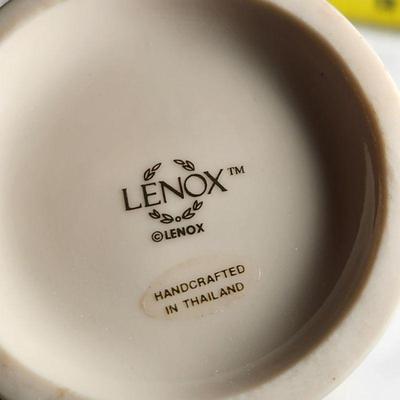 LENOX™
©LENOX
HANDCRAFTED
IN THAILAND